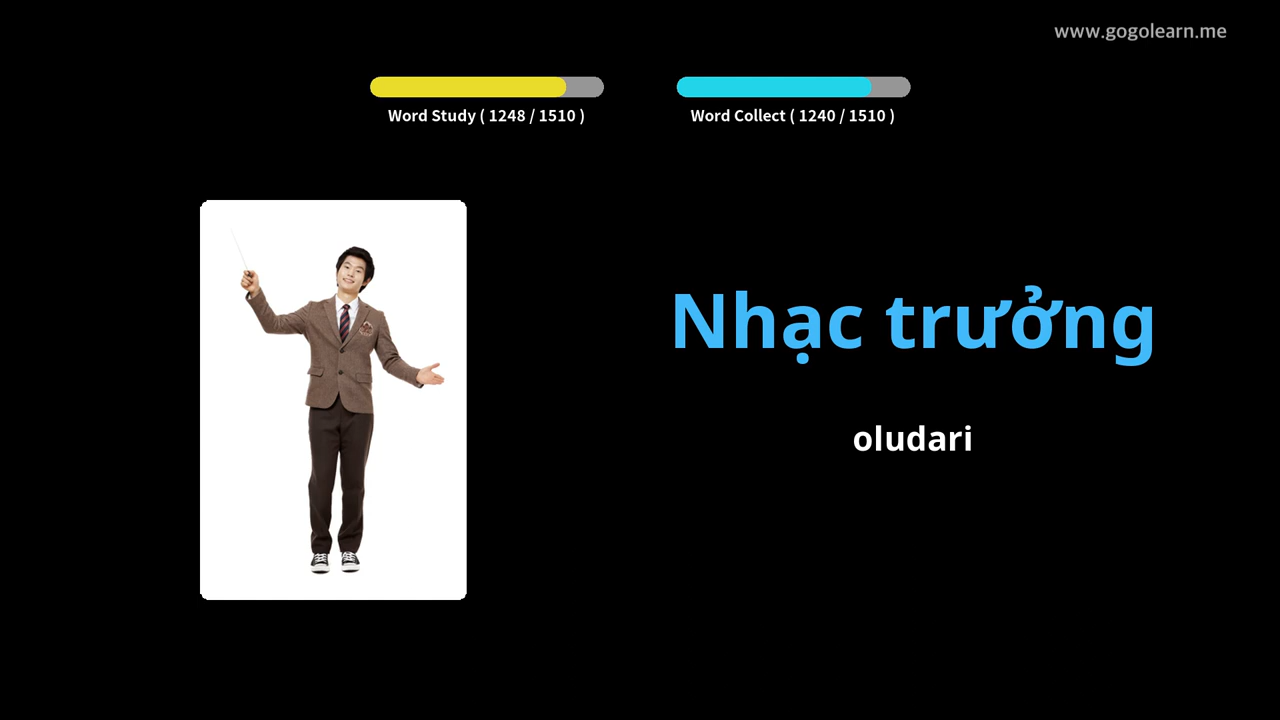 www.gogolearn.me
Word Study ( 1248 / 1510 )
Word Collect ( 1240 / 1510 )
Nhạc trưởng
oludari